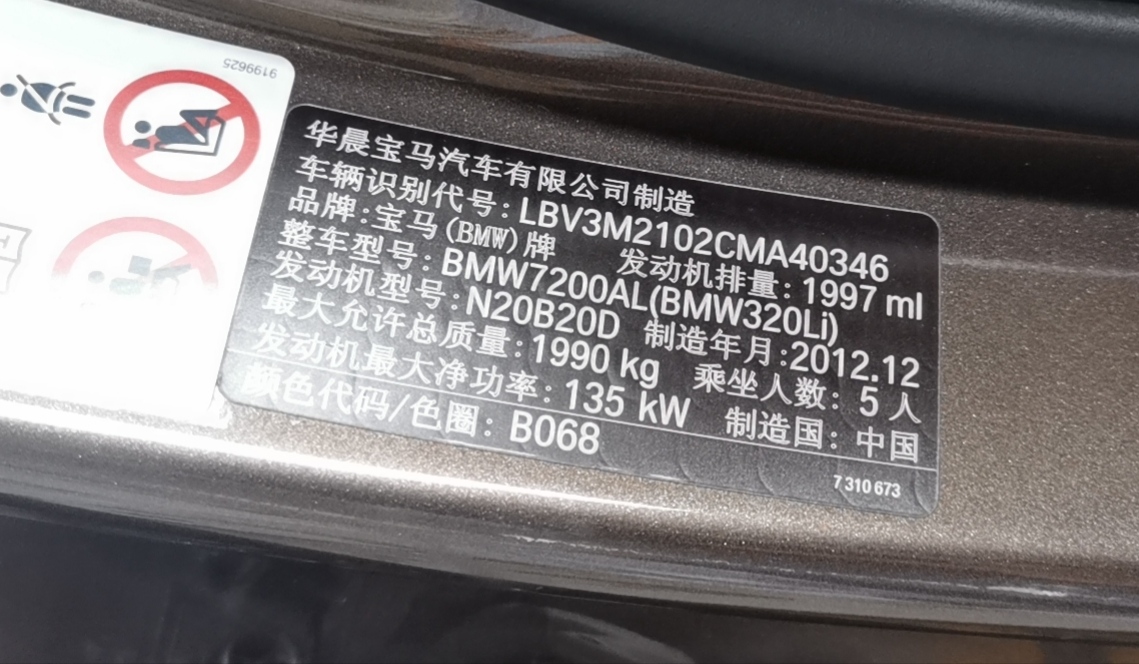 9199625
华晨宝马汽车有限公司制造
车辆识别代号:LBV3M2102CMA40346
品牌:宝马(BMW)牌 发动机排量:1997 ml
整车型号:BMW7200AL(BMW320Li)
发动机型号:N20B20D 制造年月:2012.12
最大允许总质量:1990 kg 乘坐人数:5人
发动机最大净功率:135 kW 制造国:中国
颜色代码/色圈:B068
7 310 673